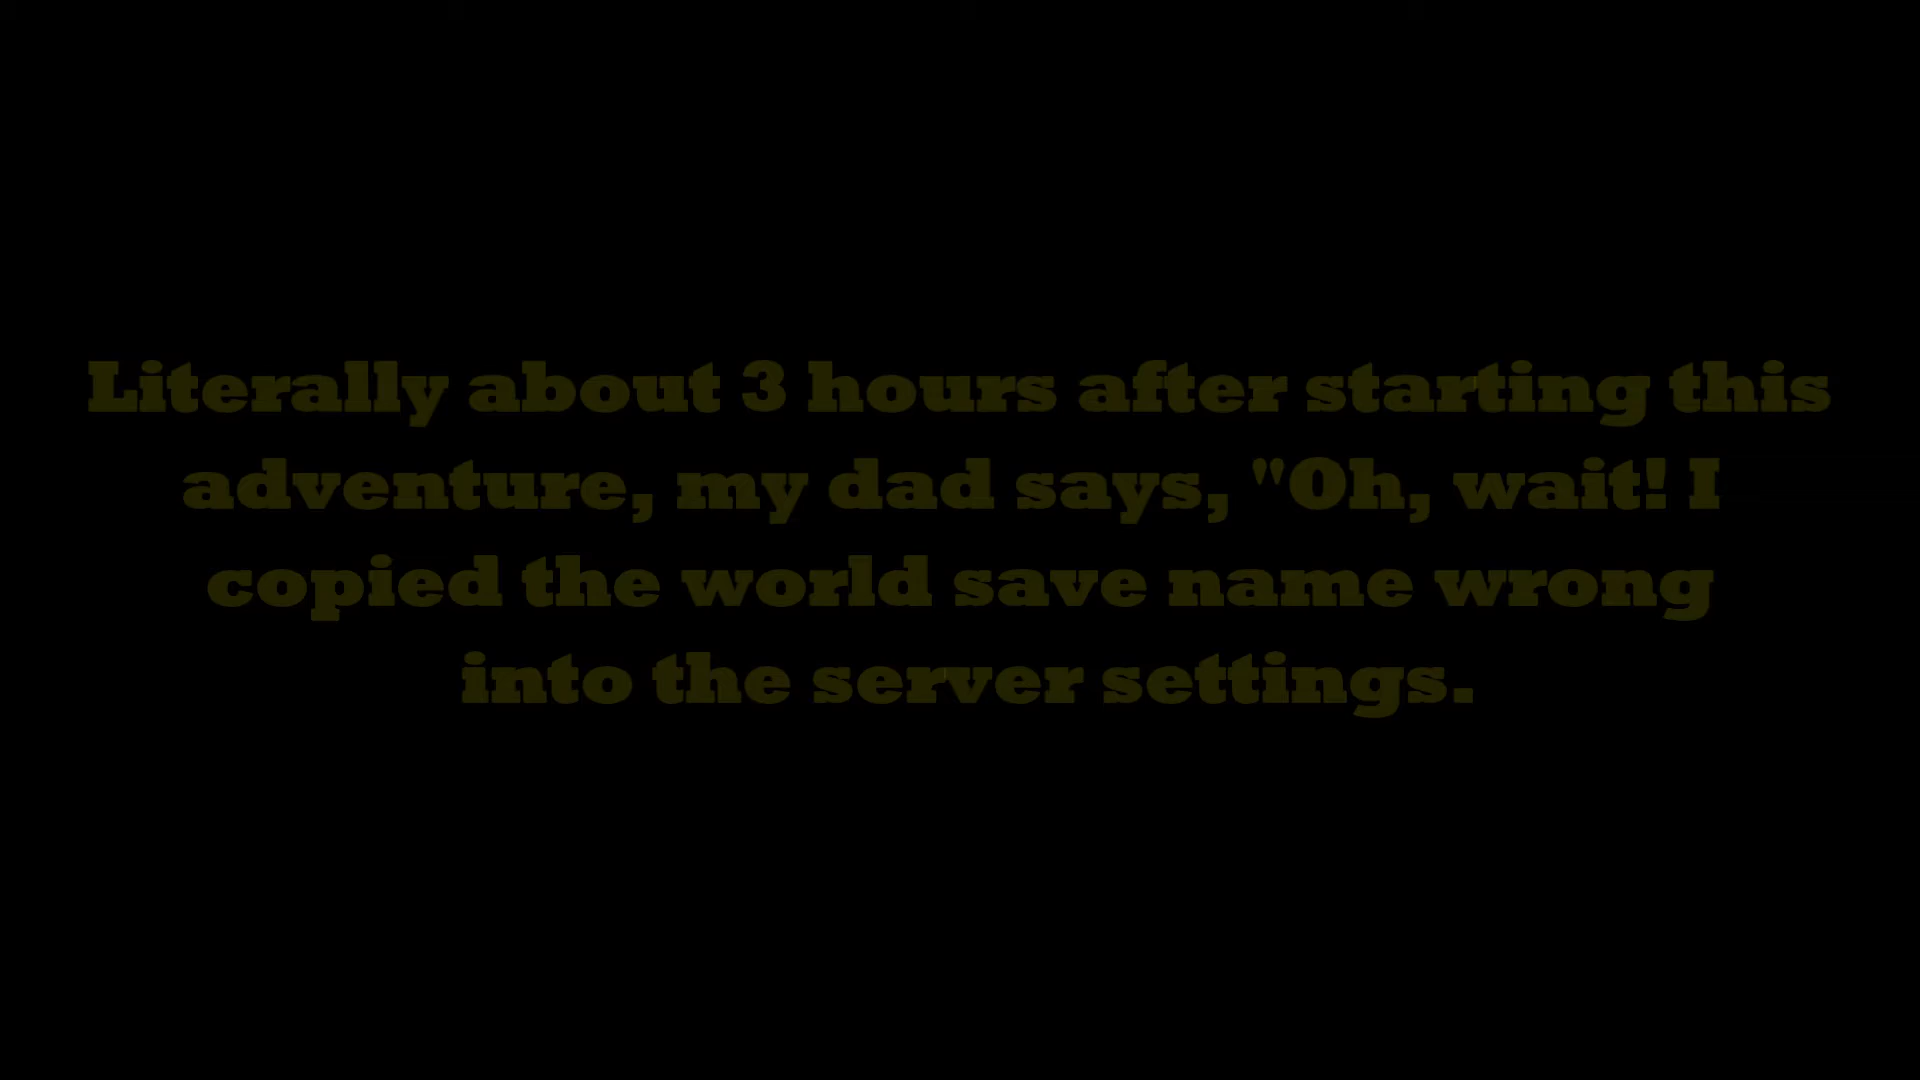 Literally about 3 hours after starting this
adventure, my dad says, "Oh, wait! I
copied the world save name wrong
into the server settings.